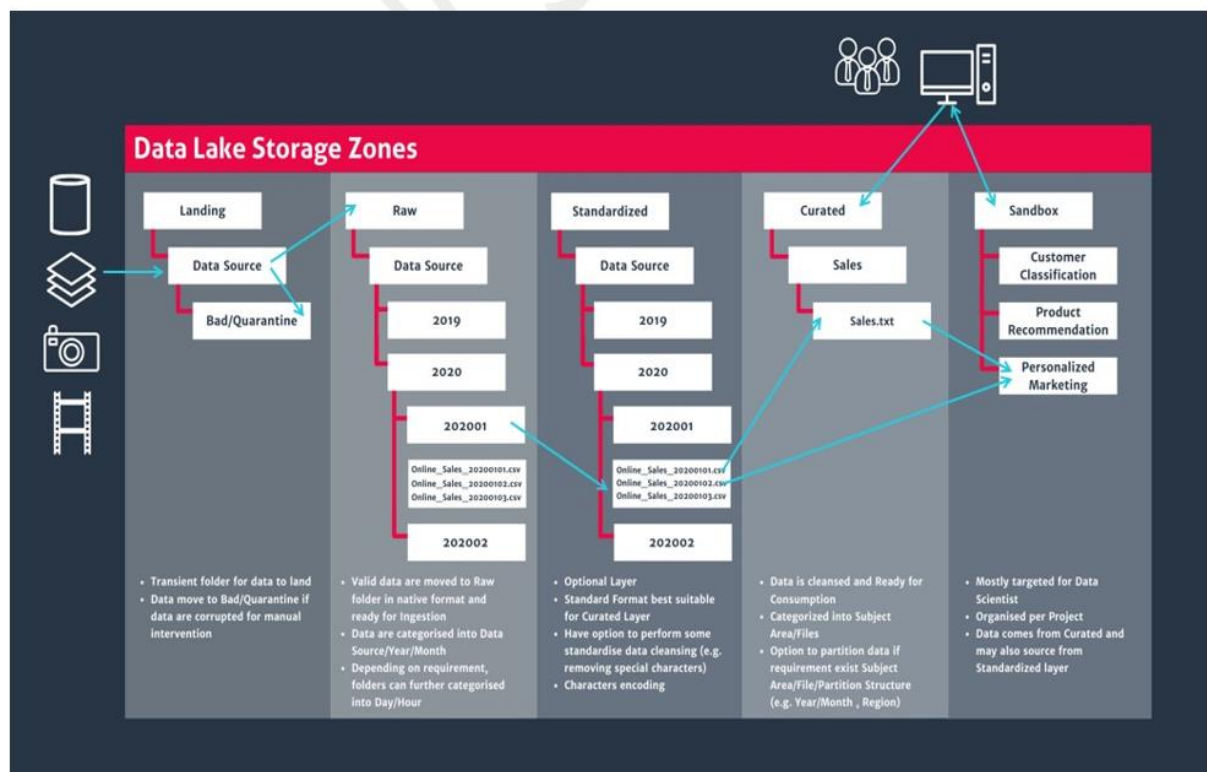 Data Lake Storage Zones
Landing
Data Source
Bad/Quarantine
• Transient folder for data to land
• Data move to Bad/Quarantine if
data are corrupted for manual
intervention
Raw
Data Source
2019
2020
202001
Online_Sales_20200101.csv
Online_Sales_20200102.csv
Online_Sales_20200103.csv
202002
• Valid data are moved to Raw
folder in native format and
ready for Ingestion
• Data are categorised into Data
Source/Year/Month
• Depending on requirement,
folders can further categorised
into Day/Hour
Standardized
Data Source
2019
2020
202001
Online_Sales_20200101.csv
Online_Sales_20200102.csv
Online_Sales_20200103.csv
202002
• Optional Layer
• Standard Format best suitable
for Curated Layer
• Have option to perform some
standardise data cleansing (e.g.
removing special characters)
• Characters encoding
Curated
Sales
Sales.txt
• Data is cleansed and Ready for
Consumption
• Categorized into Subject
Area/Files
• Option to partition data if
requirement exist Subject
Area/File/Partition Structure
(e.g. Year/Month , Region)
Sandbox
Customer
Classification
Product
Recommendation
Personalized
Marketing
• Mostly targeted for Data
Scientist
• Organised per Project
• Data comes from Curated and
may also source from
Standardized layer